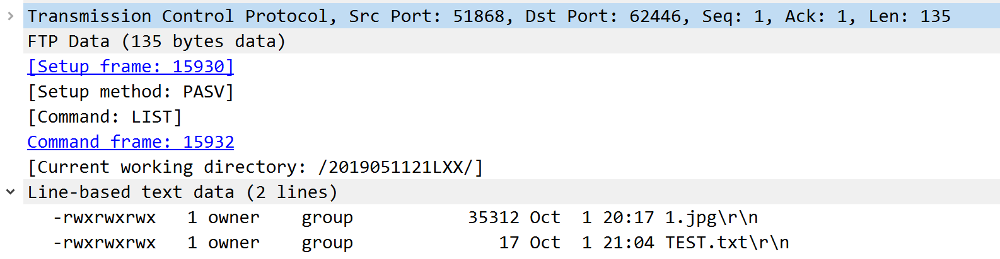 Transmission Control Protocol, Src Port: 51868, Dst Port: 62446, Seq: 1, Ack: 1, Len: 135
FTP Data (135 bytes data)
[Setup frame: 15930]
[Setup method: PASV]
[Command: LIST]
Command frame: 15932
[Current working directory: /2019051121LXX/]
Line-based text data (2 lines)
-rwxrwxrwx   1 owner    group           35312 Oct  1 20:17 1.jpg\r\n
-rwxrwxrwx   1 owner    group              17 Oct  1 21:04 TEST.txt\r\n